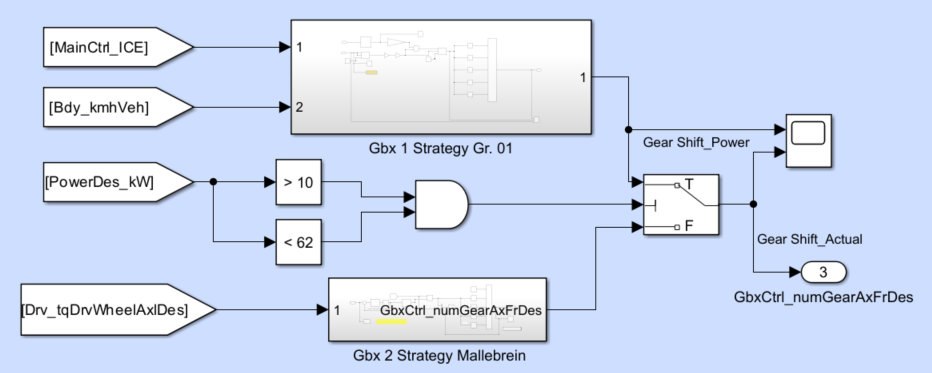 [MainCtrl_ICE]
1
1
Gbx 1 Strategy Gr. 01
[Bdy_kmhVeh]
2
Gear Shift_Power
[PowerDes_kW]
> 10
< 62
T
F
Gear Shift_Actual
3
GbxCtrl_numGearAxFrDes
[Drv_tqDrvWheelAxlDes]
1
GbxCtrl_numGearAxFrDes
Gbx 2 Strategy Mallebrein